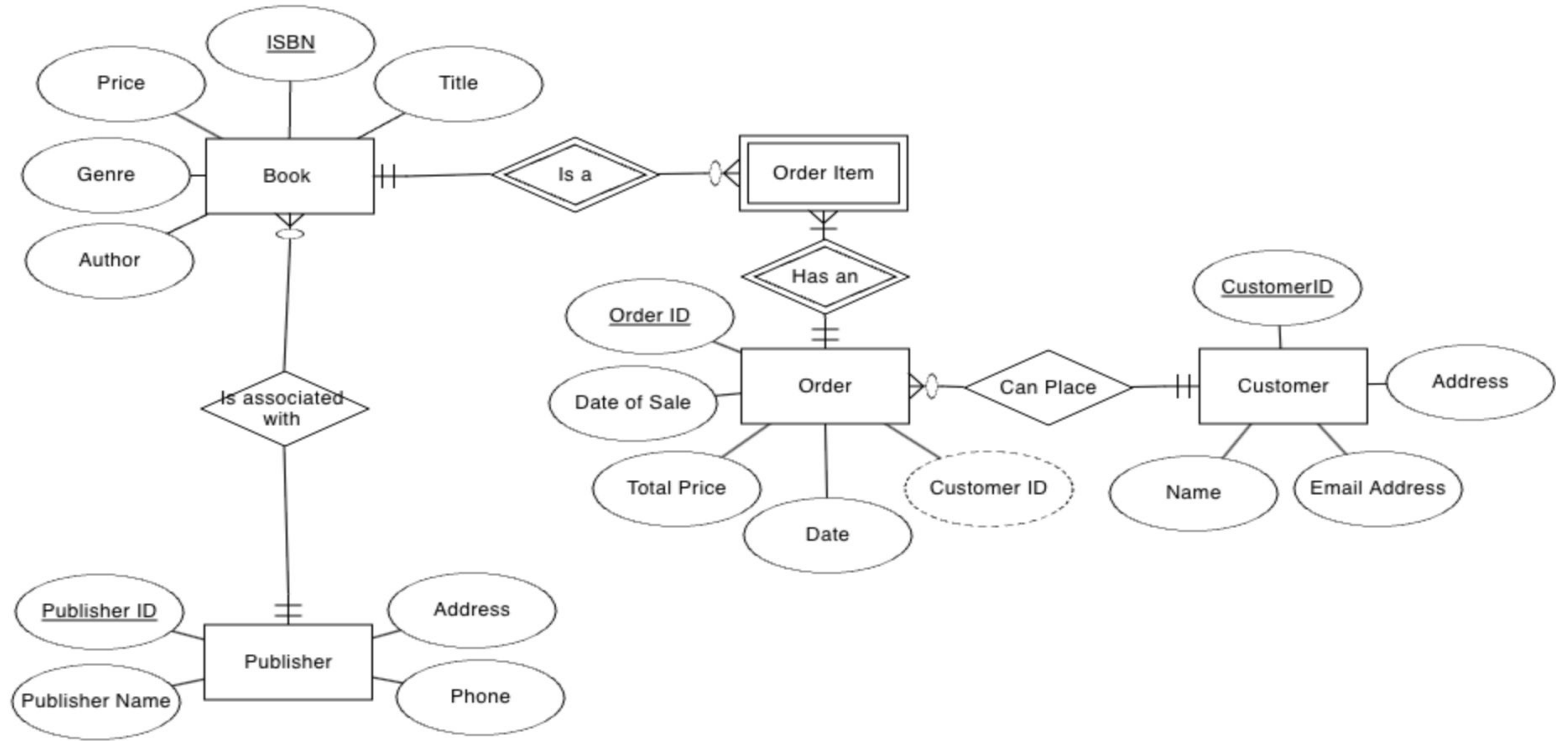 ISBN
Price
Title
Genre
Book
Is a
Order Item
Author
Has an
CustomerID
Order ID
Order
Can Place
Customer
Address
Date of Sale
Is associated
with
Total Price
Customer ID
Name
Email Address
Date
Publisher ID
Address
Publisher
Publisher Name
Phone